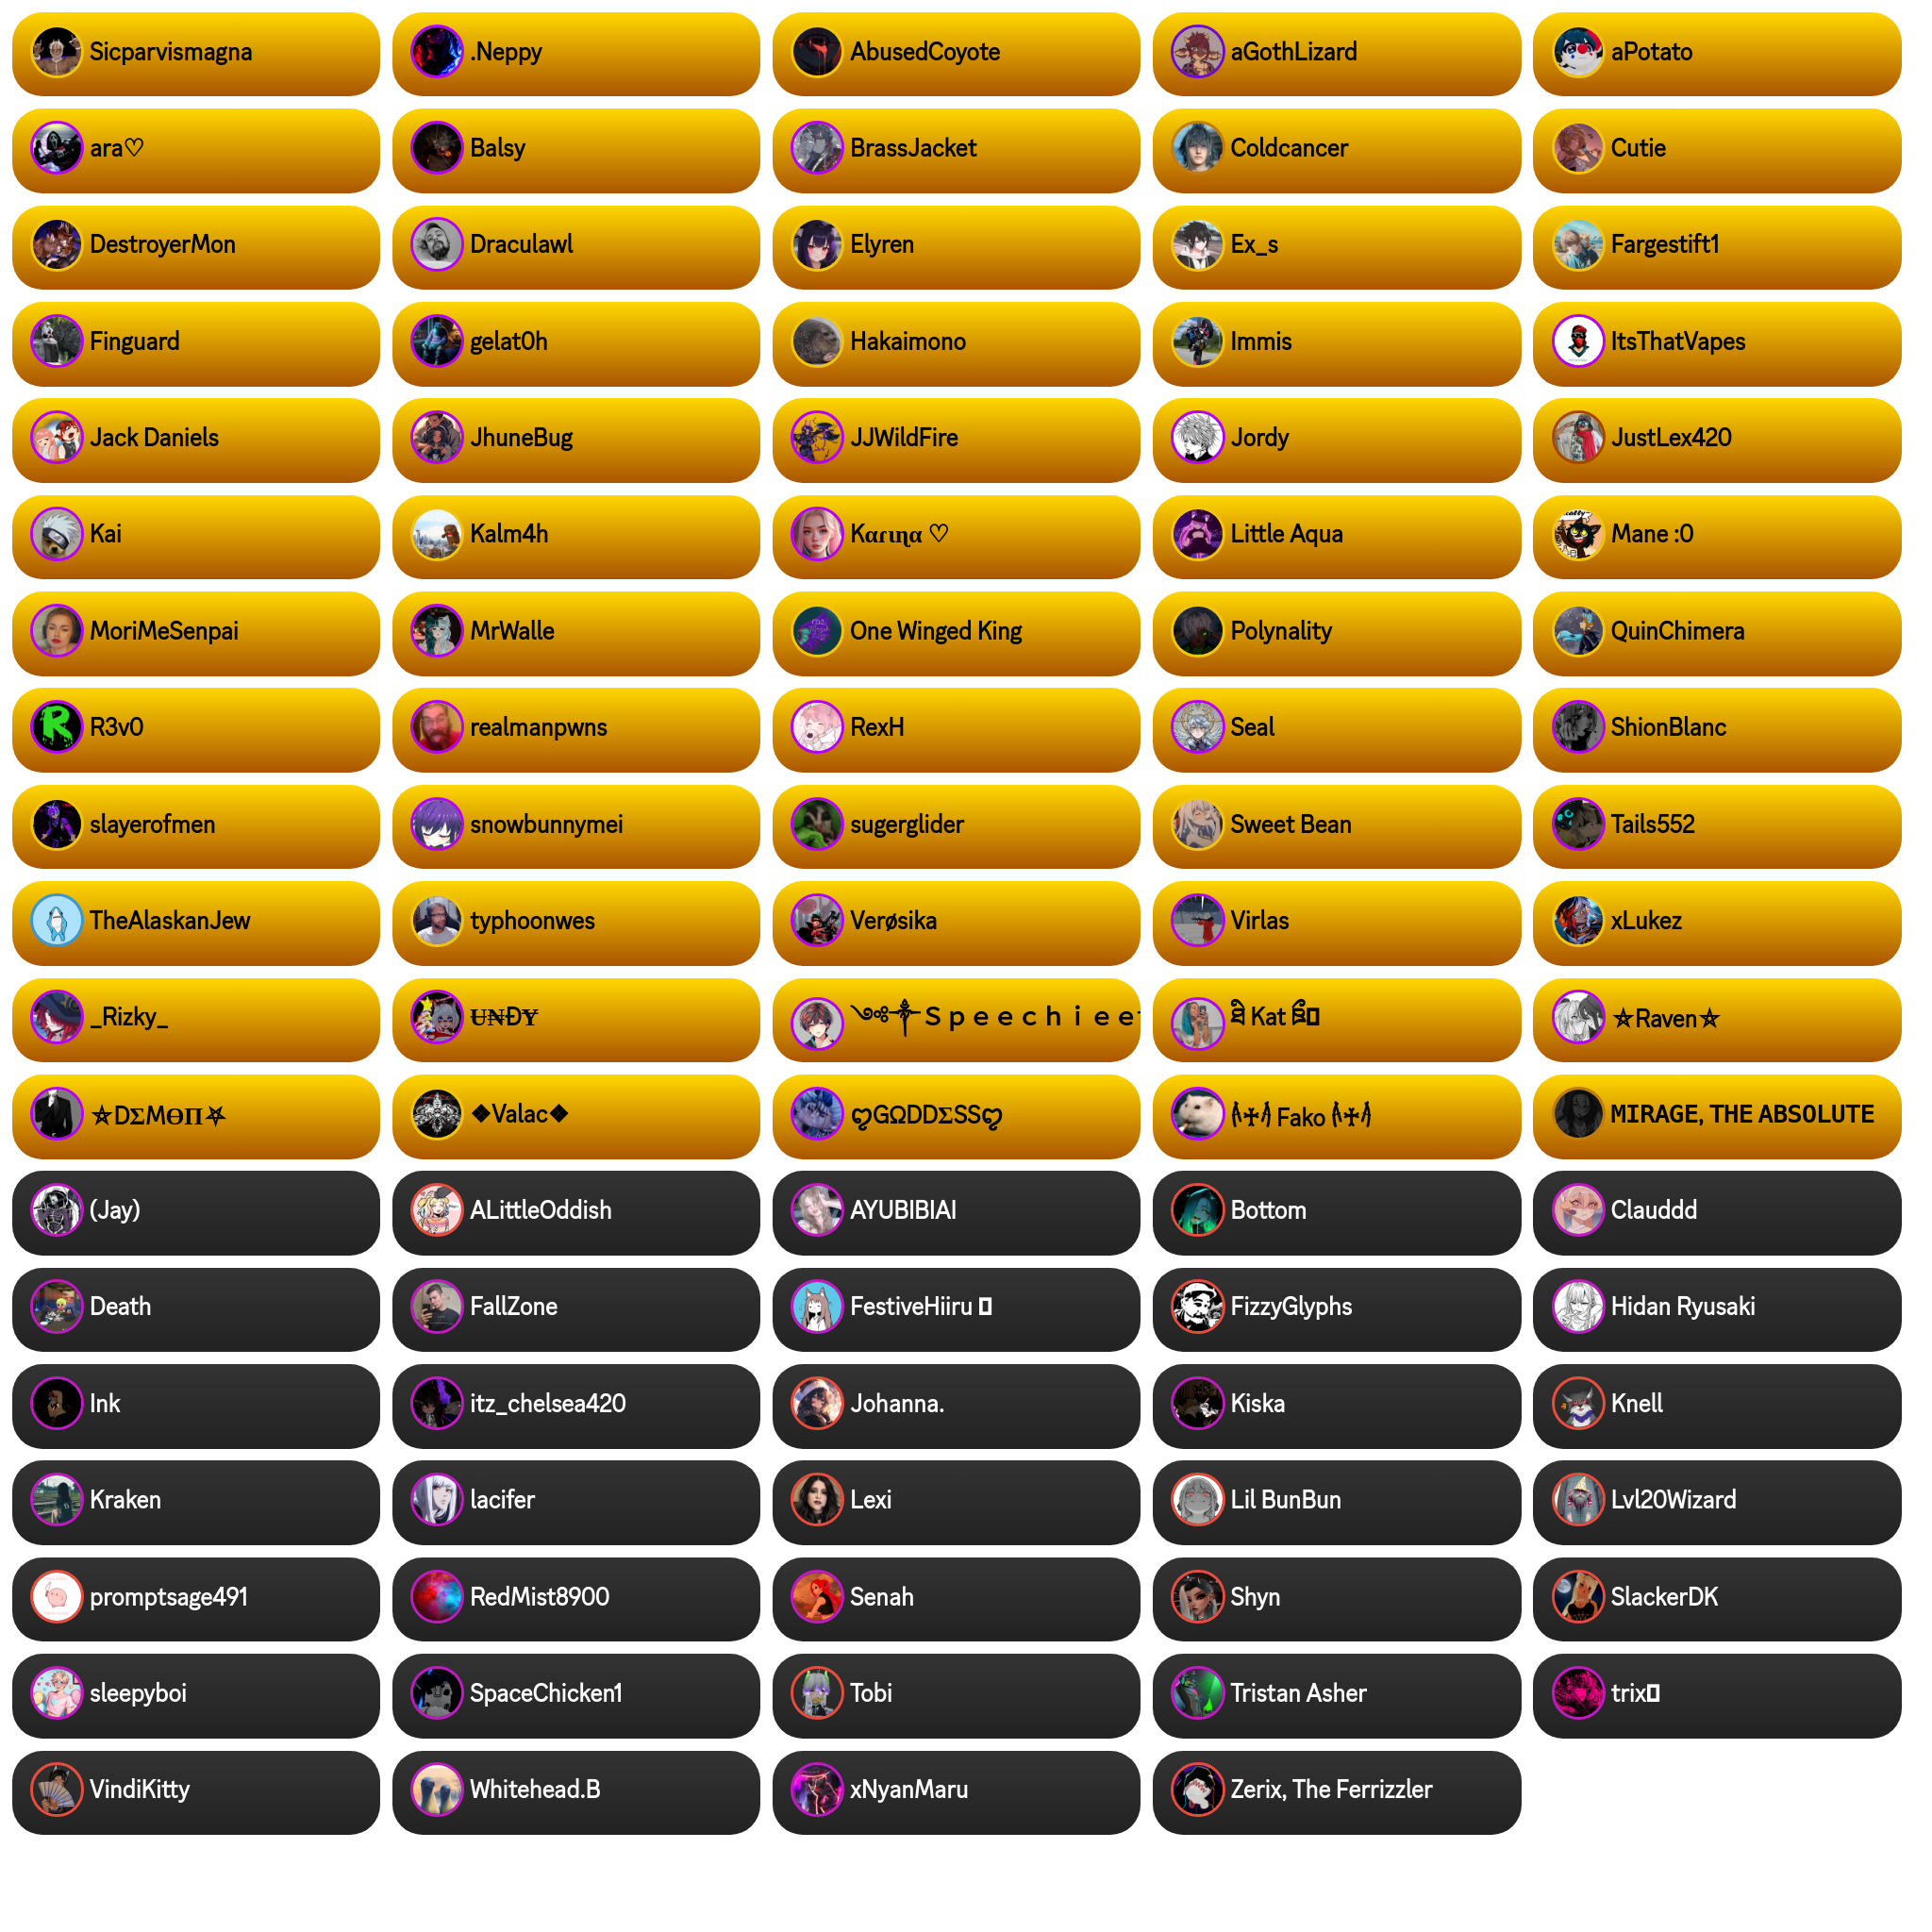 Sicparvismagna
.Neppy
AbusedCoyote
aGothLizard
aPotato
ara♡
Balsy
BrassJacket
Coldcancer
Cutie
DestroyerMon
Draculawl
Elyren
Ex_s
Fargestift1
Finguard
gelat0h
Hakaimono
Immis
ItsThatVapes
Jack Daniels
JhuneBug
JJWildFire
Jordy
JustLex420
Kai
Kalm4h
Kαɾιɳα ♡
Little Aqua
Mane :0
MoriMeSenpai
MrWalle
One Winged King
Polynality
QuinChimera
R3v0
realmanpwns
RexH
Seal
ShionBlanc
slayerofmen
snowbunnymei
sugerglider
Sweet Bean
Tails552
TheAlaskanJew
typhoonwes
Verøsika
Virlas
xLukez
_Rizky_
U̶N̶ĐY̶
༺༒Ｓｐｅｅｃｈｉｅｅ
Kat
⛤Raven⛤
⛤DΣMӨП⛧
❖Valac❖
ღGΩDDΣSSღ
Fako
MIRAGE, THE ABSOLUTE
(Jay)
ALittleOddish
AYUBIBIAI
Bottom
Clauddd
Death
FallZone
FestiveHiiru
FizzyGlyphs
Hidan Ryusaki
Ink
itz_chelsea420
Johanna.
Kiska
Knell
Kraken
lacifer
Lexi
Lil BunBun
Lvl20Wizard
promptsage491
RedMist8900
Senah
Shyn
SlackerDK
sleepyboi
SpaceChicken1
Tobi
Tristan Asher
trix
VindiKitty
Whitehead.B
xNyanMaru
Zerix, The Ferrizzler